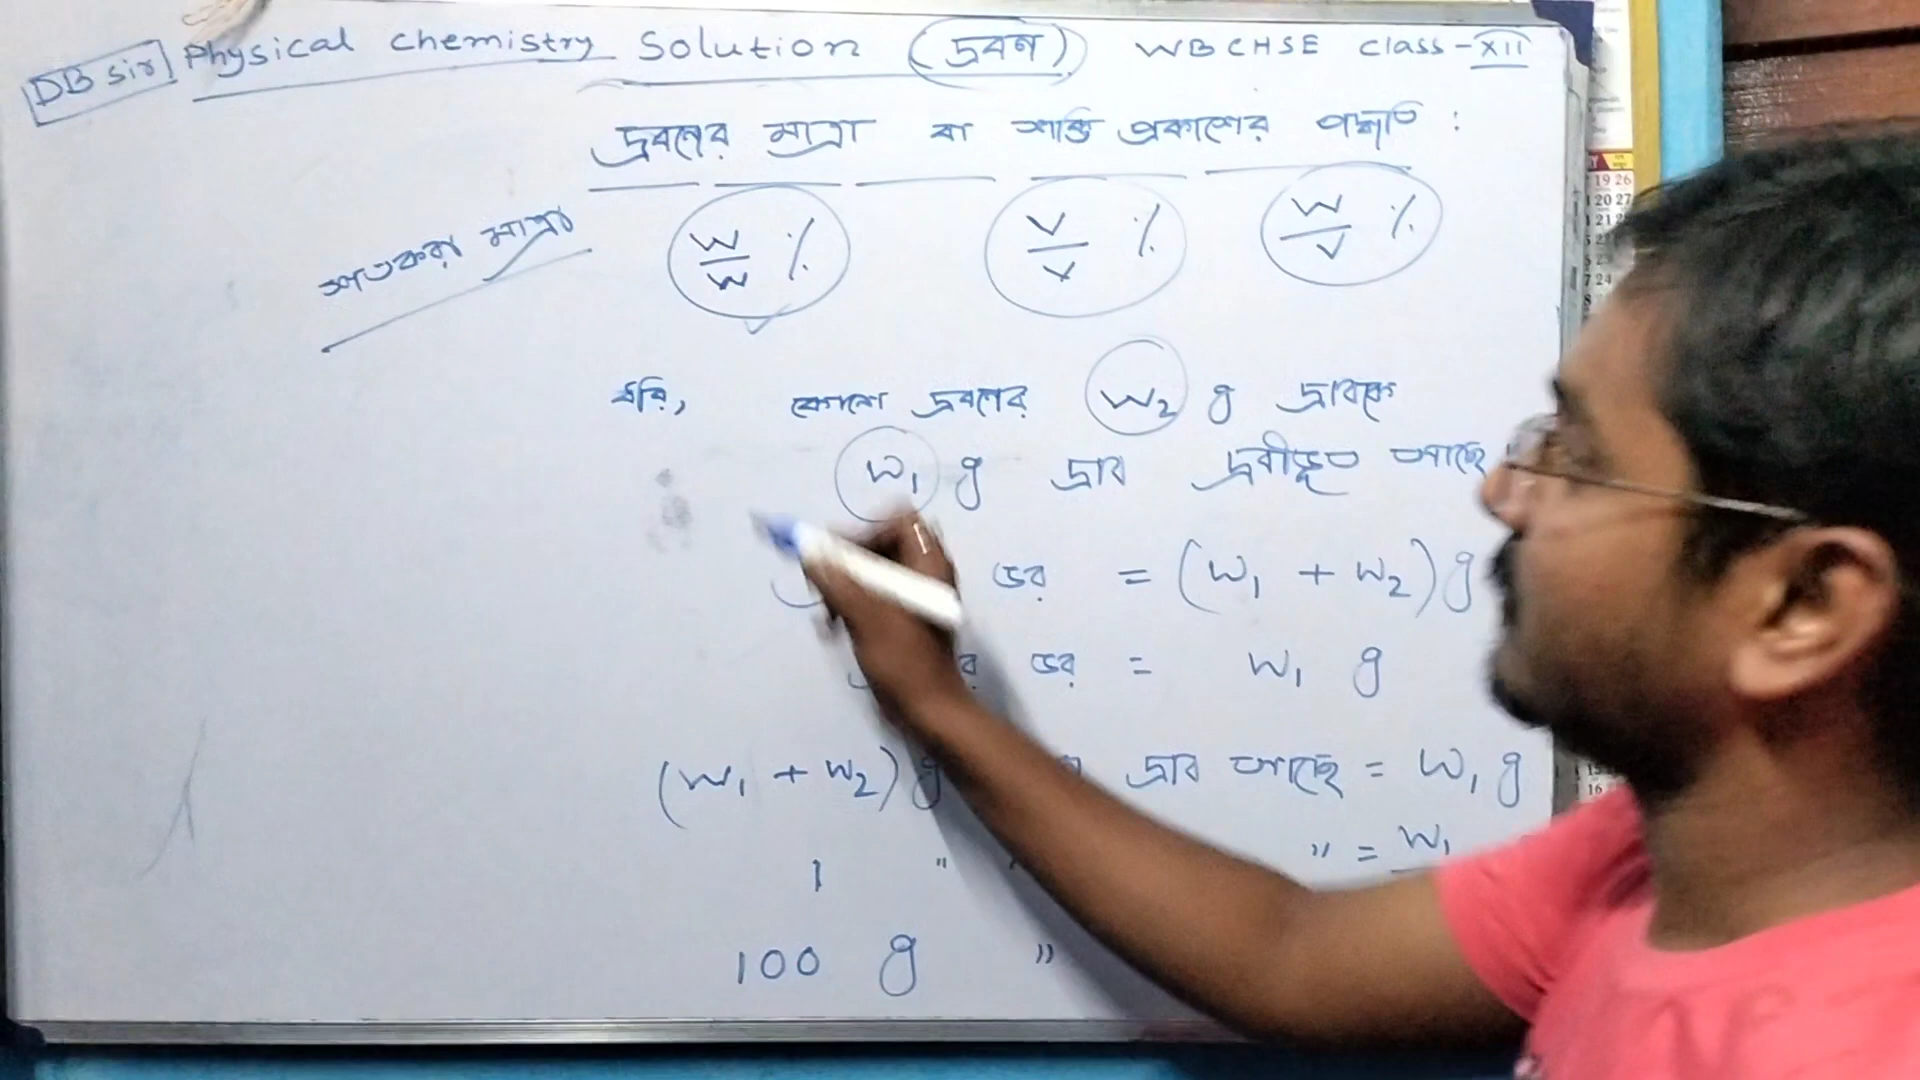 DB sir Physical Chemistry Solution (দ্রবণ) WBCHSE Class-XII
দ্রবণের মাত্রা বা শক্তি প্রকাশের পদ্ধতি :
শতকরা মাত্রা W/W % V/V % W/V %
ধরি, কোনো দ্রবণের W₂ g দ্রাবকে
W₁ g দ্রাব দ্রবীভূত আছে
ভর = (W₁ + W₂) g
র ভর = W₁ g
(W₁ + W₂) g দ্রাব আছে = W₁ g
1 " " = W₁
100 g "